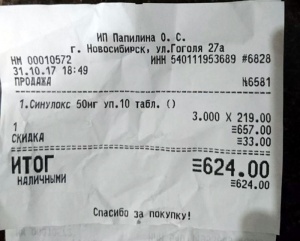 ИП Папилина О. С.
г. Новосибирск, ул.Гоголя 27а
НМ 00010572 ИНН 540111953689 #6828
31.10.17 18:49
ПРОДАЖА №6581
1.Синулокс 50мг уп.10 табл. ()
3.000 X 219.00
1 ≡657.00
СКИДКА ≡33.00
ИТОГ ≡624.00
НАЛИЧНЫМИ ≡624.00
Спасибо за покупку!